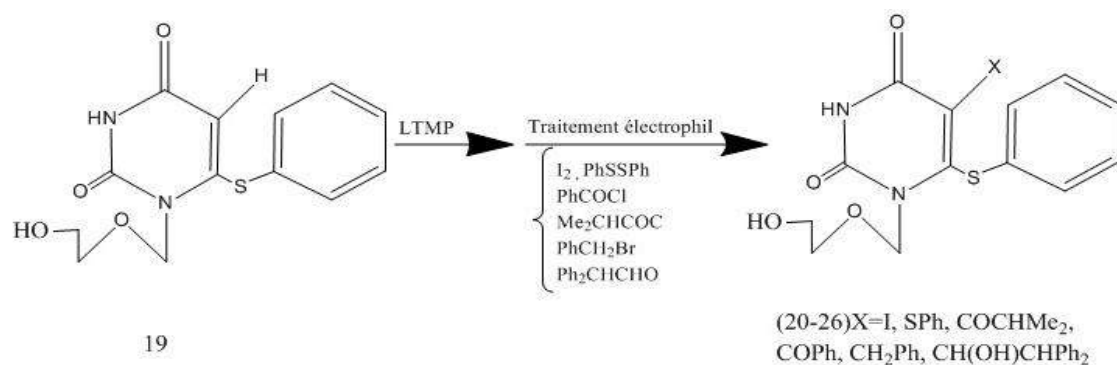 O
H
X
HN
O
N
S
O
HO
LTMP
Traitement électrophil
I2, PhSSPh
PhCOCl
Me2CHCOC
PhCH2Br
Ph2CHCHO
O
HN
O
N
S
O
HO
19
(20-26)X=I, SPh, COCHMe2,
COPh, CH2Ph, CH(OH)CHPh2